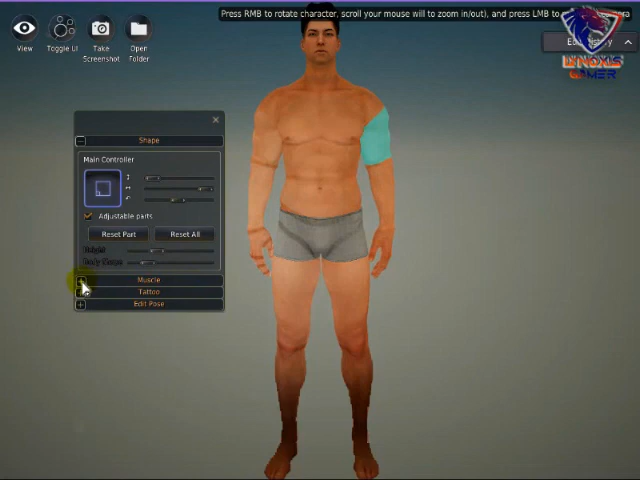 Press RMB to rotate character, scroll your mouse will to zoom in/out), and press LMB to
View
Toggle UI
Take
Screenshot
Open
Folder
GAMER
Shape
Main Controller
Adjustable parts
Reset Part
Reset All
Height
Body Shape
Muscle
Tattoo
Edit Pose